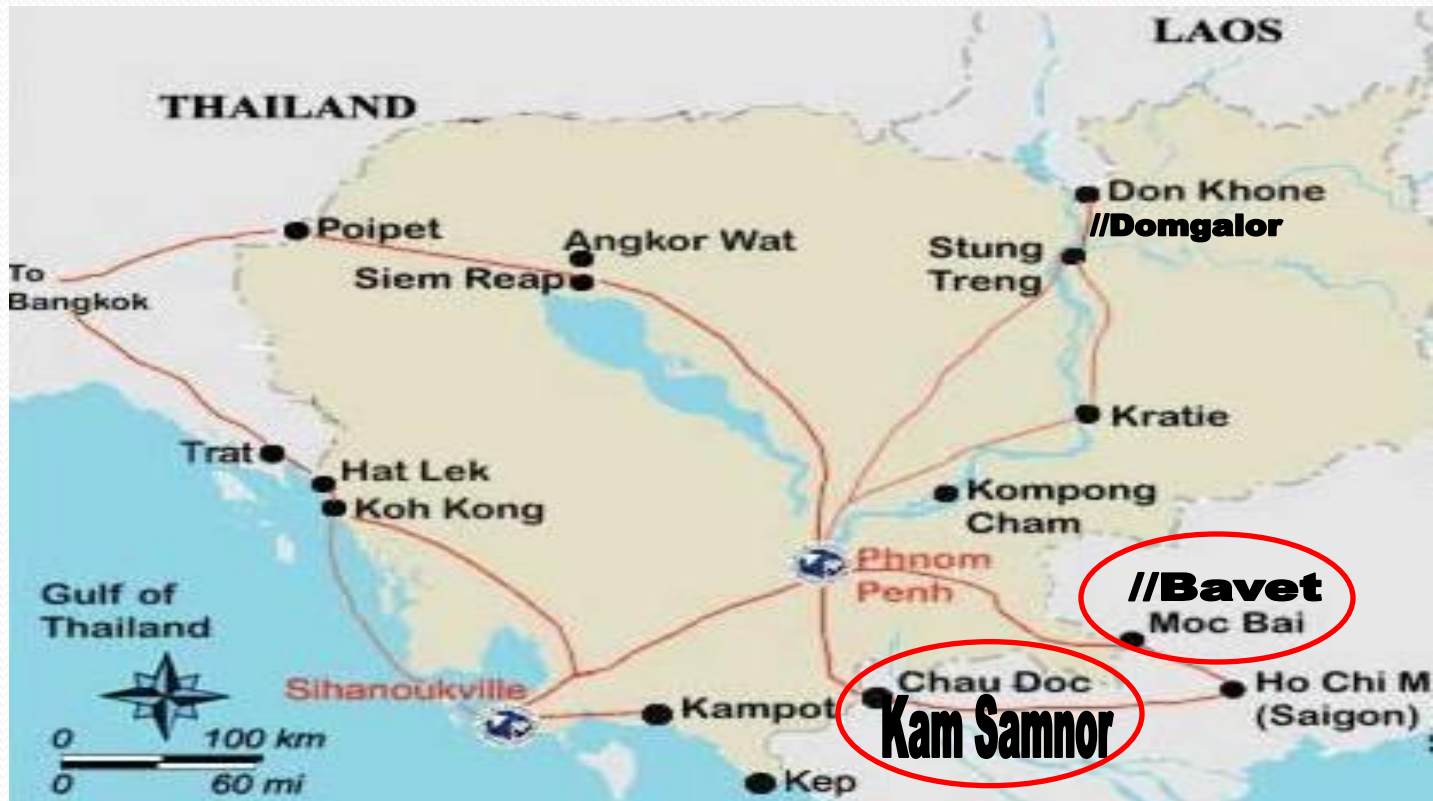 LAOS
THAILAND
Don Khone
//Domgalor
Poipet
Angkor Wat
Stung
Treng
Siem Reap
To
Bangkok
Kratie
Trat
Hat Lek
Koh Kong
Kompong
Cham
Phnom
Penh
//Bavet
Moc Bai
Gulf of
Thailand
Chau Doc
Kam Samnor
Ho Chi M
(Saigon)
Sihanoukville
Kampot
0 100 km
0 60 mi
Kep